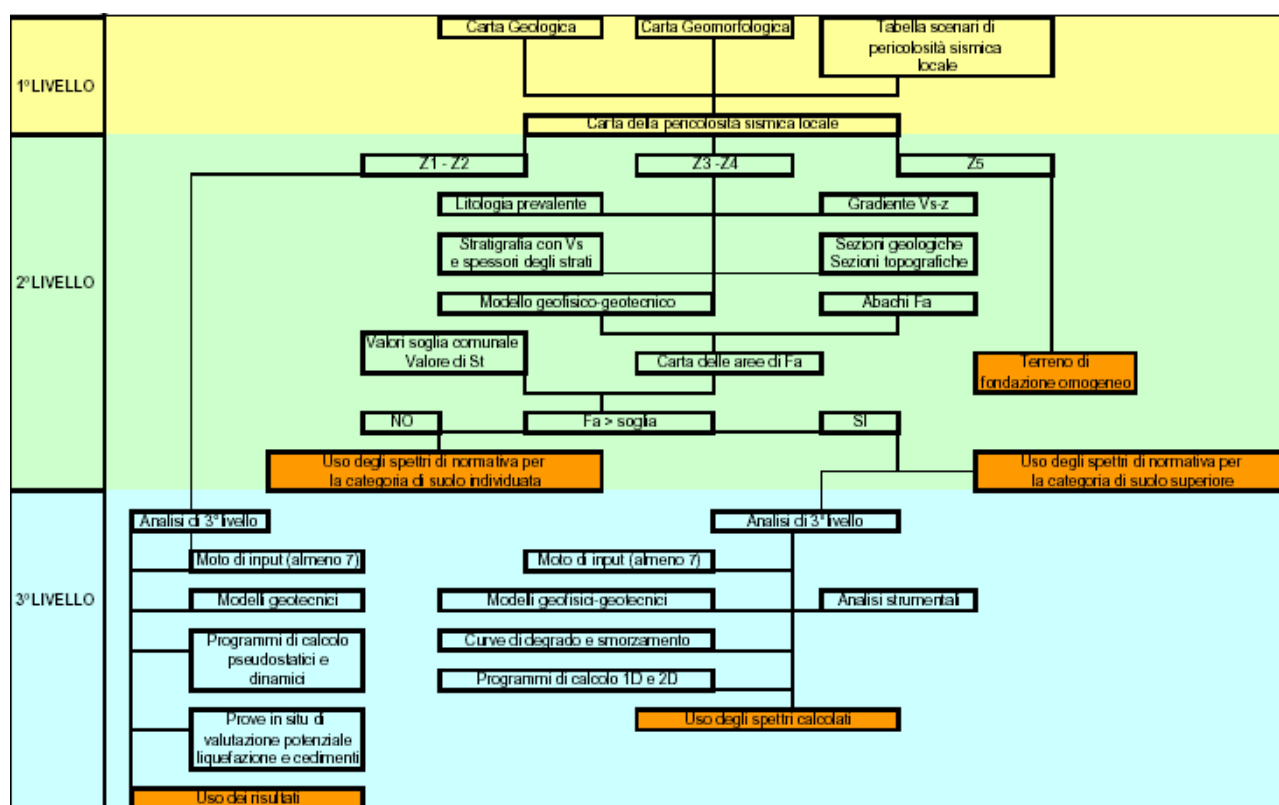 Carta Geologica
Carta Geomorfologica
Tabella scenari di
pericolosità sismica
locale
1° LIVELLO
Carta della pericolosità sismica locale
Z1 - Z2
Z3 -Z4
Z5
Litologia prevalente
Gradiente Vs-z
Stratigrafia con Vs
e spessori degli strati
Sezioni geologiche
Sezioni topografiche
2° LIVELLO
Modello geofisico-geotecnico
Abachi Fa
Valori soglia comunale
Valore di St
Carta delle aree di Fa
Terreno di
fondazione omogeneo
NO
Fa > soglia
SI
Uso degli spettri di normativa per
la categoria di suolo individuata
Uso degli spettri di normativa per
la categoria di suolo superiore
Analisi di 3° livello
Analisi di 3° livello
Moto di input (almeno 7)
Moto di input (almeno 7)
3° LIVELLO
Modelli geotecnici
Modelli geofisici-geotecnici
Analisi strumentali
Programmi di calcolo
pseudostatici e
dinamici
Curve di degrado e smorzamento
Programmi di calcolo 1D e 2D
Prove in situ di
valutazione potenziale
liquefazione e cedimenti
Uso degli spettri calcolati
Uso dei risultati